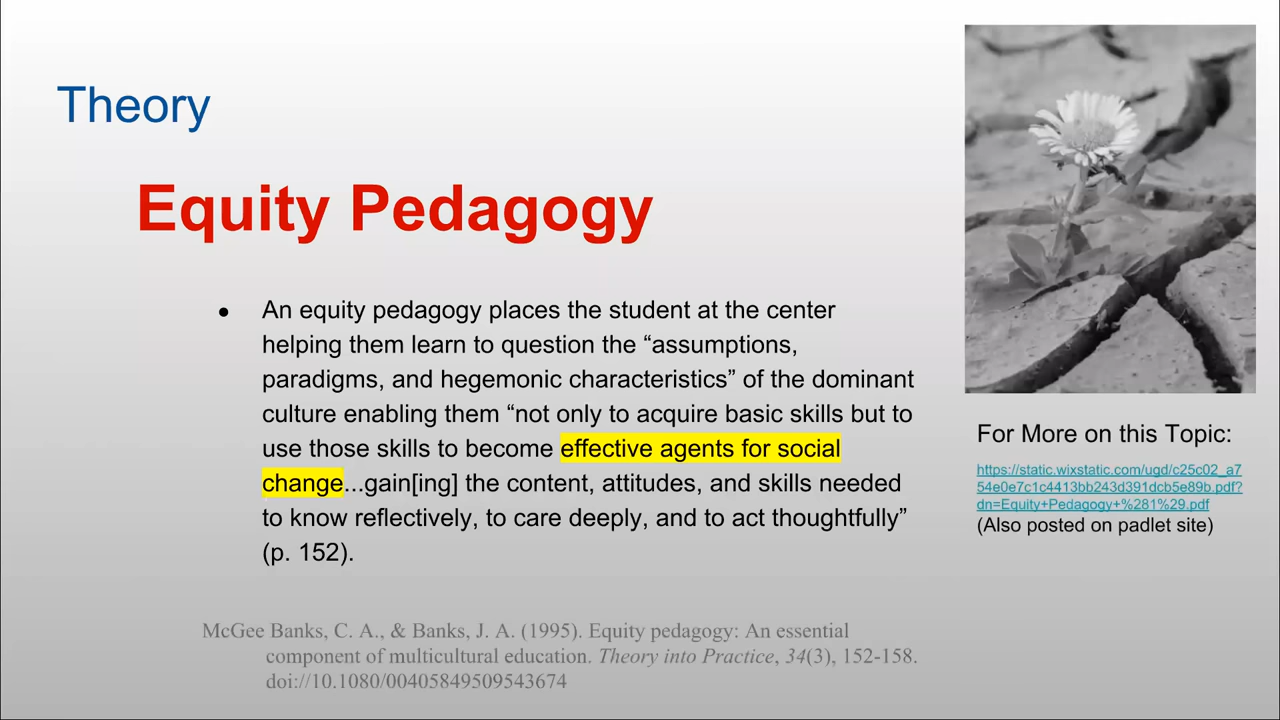 Theory
Equity Pedagogy
● An equity pedagogy places the student at the center
helping them learn to question the “assumptions,
paradigms, and hegemonic characteristics” of the dominant
culture enabling them “not only to acquire basic skills but to
use those skills to become effective agents for social
change...gain[ing] the content, attitudes, and skills needed
to know reflectively, to care deeply, and to act thoughtfully”
(p. 152).
McGee Banks, C. A., & Banks, J. A. (1995). Equity pedagogy: An essential
component of multicultural education. Theory into Practice, 34(3), 152-158.
doi://10.1080/00405849509543674
For More on this Topic:
https://static.wixstatic.com/ugd/c25c02_a7
54e0e7c1c4413bb243d391dcb5e89b.pdf?
dn=Equity+Pedagogy+%281%29.pdf
(Also posted on padlet site)